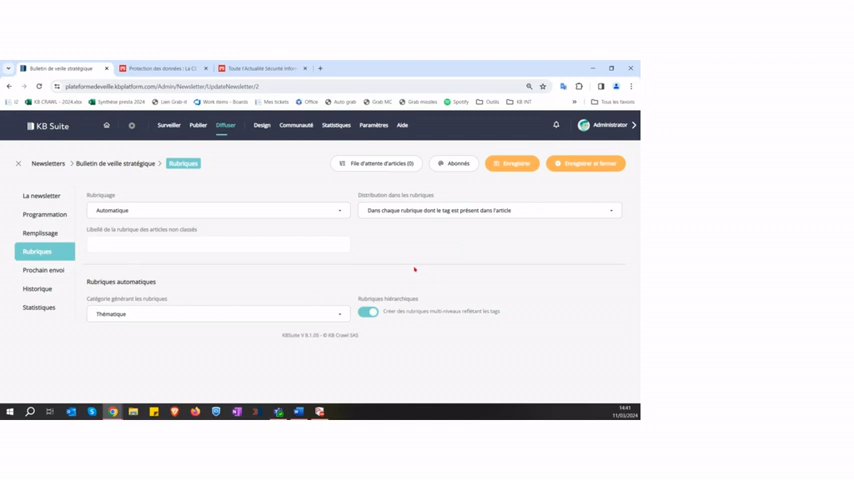 Bulletin de veille stratégique
Protection des données : La C
Toute l'Actualité Sécurité Infor
plateformedeveille.kbplatform.com/Admin/Newsletter/UpdateNewsletter/2
KB CRAWL - 2024.eba
Synthèse presta 2024
Lien Grab-It
Work items - Boards
Mes tickets
Office
Auto grab
Grab MC
Grab missiles
Spotify
Outils
KB INT
Tous les favoris
KB Suite
Surveiller
Publier
Diffuser
Design
Communauté
Statistiques
Paramètres
Aide
Administrator
Newsletters
Bulletin de veille stratégique
Rubriques
File d'attente d'articles (0)
Abonnés
Enregistrer
Enregistrer et fermer
La newsletter
Programmation
Remplissage
Rubriques
Prochain envoi
Historique
Statistiques
Rubriquage
Automatique
Distribution dans les rubriques
Dans chaque rubrique dont le tag est présent dans l'article
Libellé de la rubrique des articles non classés
Rubriques automatiques
Catégorie générant les rubriques
Thématique
Rubriques hiérarchiques
Créer des rubriques multi-niveaux reflétant les tags
KBSuite V 8.1.05 - © KB Crawl SAS
14:41
11/03/2024